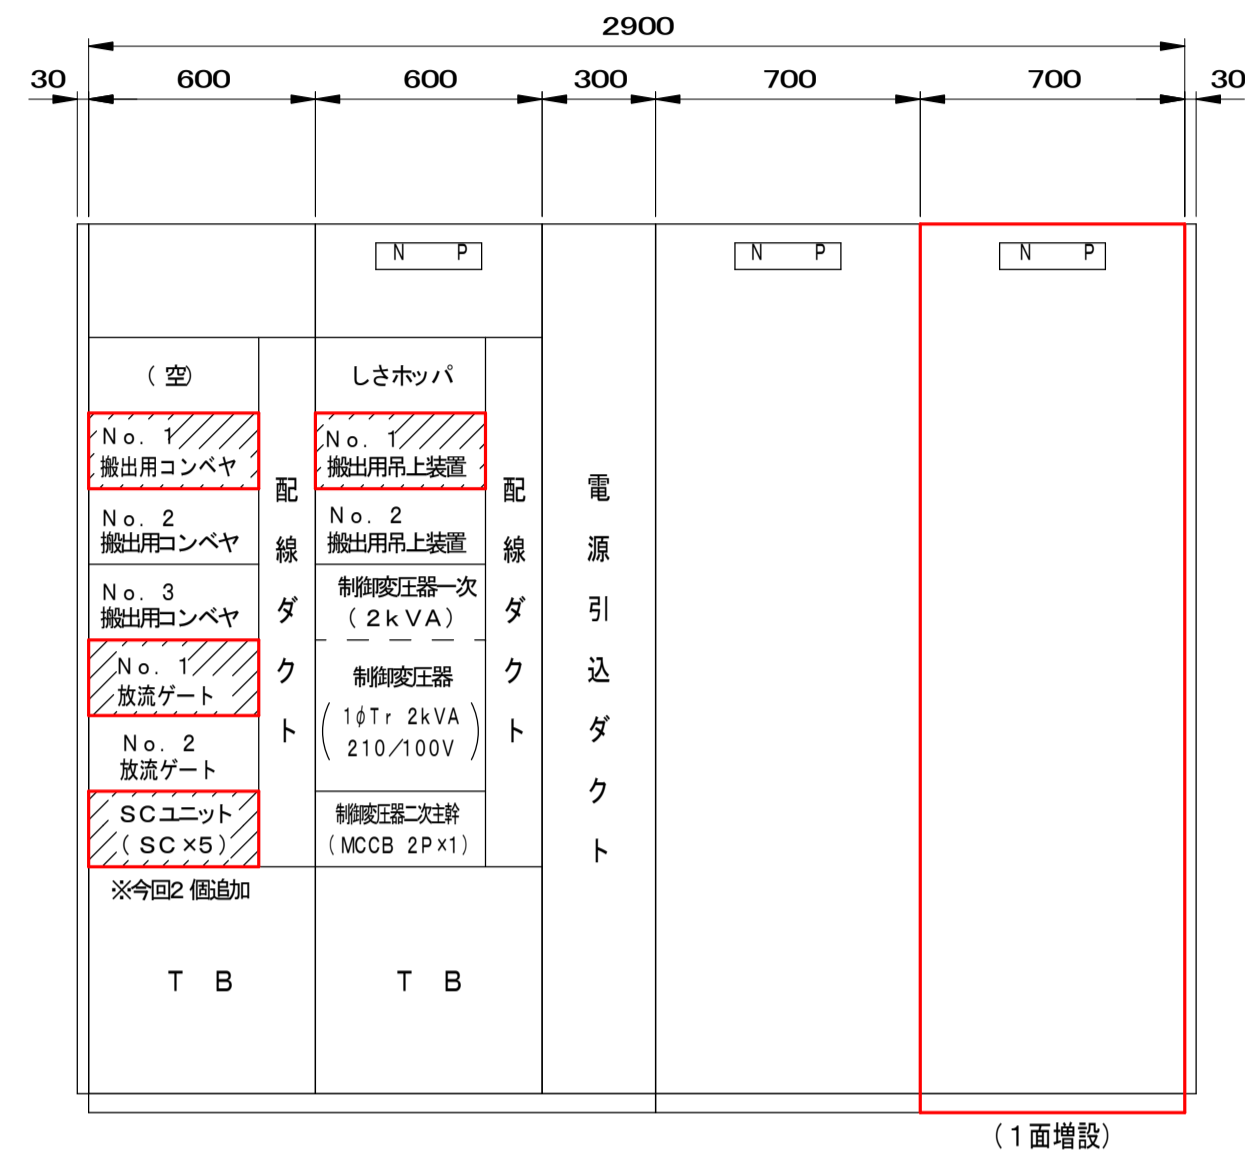 2900
30 600 600 300 700 700 30
N P
N P
N P
(空)
No. 1
搬出用コンベヤ
No. 2
搬出用コンベヤ
No. 3
搬出用コンベヤ
No. 1
放流ゲート
No. 2
放流ゲート
SCユニット
(SC×5)
※今回2個追加
TB
配線ダクト
しさホッパ
No. 1
搬出用吊上装置
No. 2
搬出用吊上装置
制御変圧器一次
(2kVA)
制御変圧器
(1φTr 2kVA
210/100V)
制御変圧器二次主幹
(MCCB 2P×1)
TB
配線ダクト
電源引込ダクト
(1面増設)